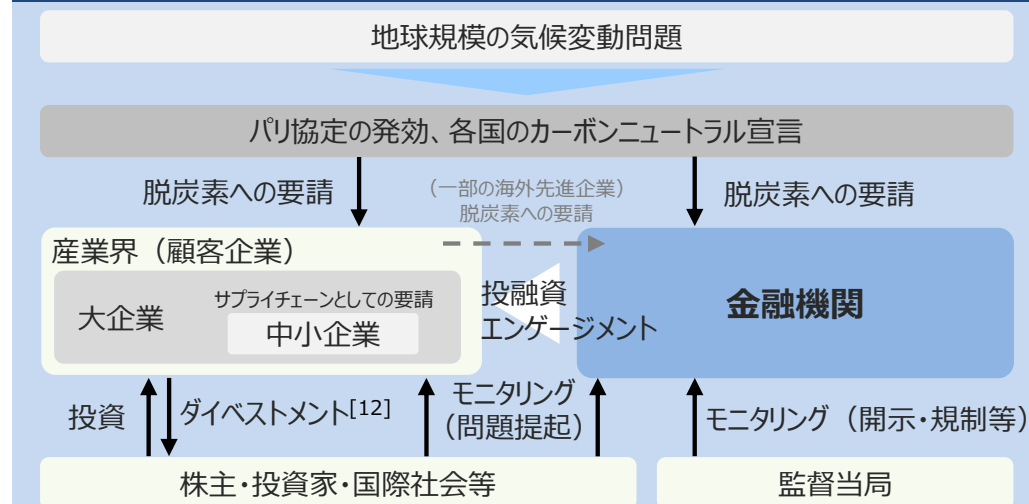 地球規模の気候変動問題
パリ協定の発効、各国のカーボンニュートラル宣言
脱炭素への要請
（一部の海外先進企業）
脱炭素への要請
脱炭素への要請
産業界（顧客企業）
大企業
サプライチェーンとしての要請
中小企業
投融資
エンゲージメント
金融機関
投資
ダイベストメント[12]
モニタリング
（問題提起）
モニタリング（開示・規制等）
株主・投資家・国際社会等
監督当局